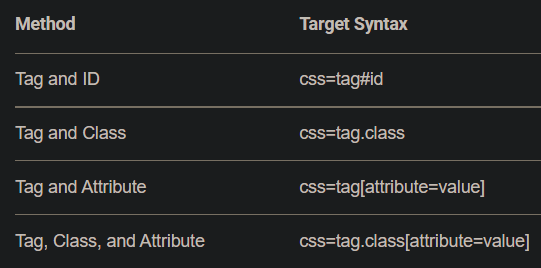 Method Target Syntax
Tag and ID css=tag#id
Tag and Class css=tag.class
Tag and Attribute css=tag[attribute=value]
Tag, Class, and Attribute css=tag.class[attribute=value]